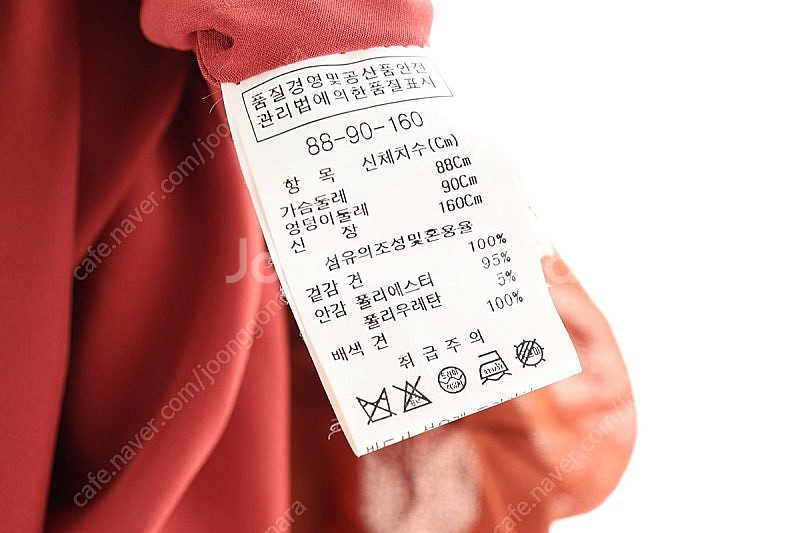 품질경영및공산품안전
관리법에의한품질표시
88-90-160
항 목 신체치수(Cm)
가슴둘레 88Cm
엉덩이둘레 90Cm
신 장 160Cm
섬유의조성및혼용율
겉감 견 100%
안감 폴리에스터 95%
폴리우레탄 5%
배색 견 100%
취급주의
cafe.naver.com/joonggonara